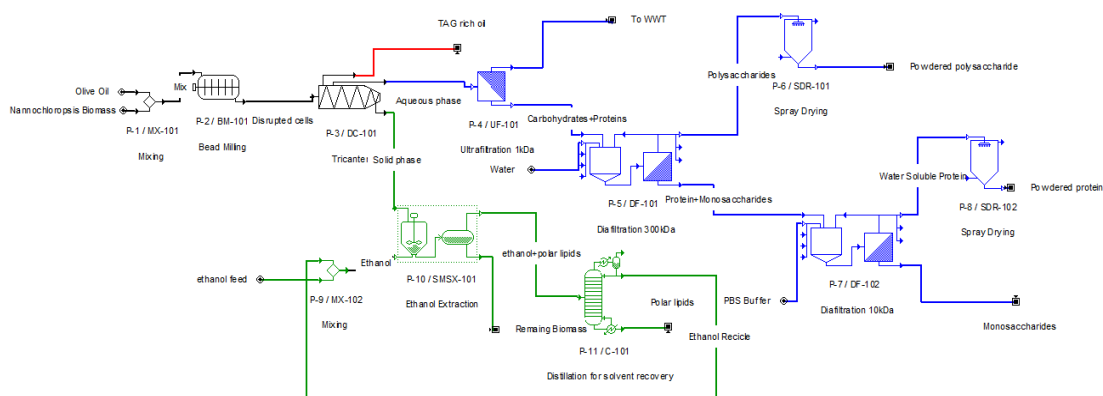 TAG rich oil
To WWT
Olive Oil
Nannochloropsis Biomass
P-1 / MX-101
Mixing
Mix
P-2 / BM-101
Bead Milling
Disrupted cells
P-3 / DC-101
Tricanter
Solid phase
Aqueous phase
P-4 / UF-101
Ultrafiltration 1kDa
Carbohydrates+Proteins
Water
P-5 / DF-101
Diafiltration 300kDa
Polysaccharides
P-6 / SDR-101
Spray Drying
Powdered polysaccharide
Protein+Monosaccharides
Water Soluble Protein
P-8 / SDR-102
Spray Drying
Powdered protein
PBS Buffer
P-7 / DF-102
Diafiltration 10kDa
Monosaccharides
ethanol feed
P-9 / MX-102
Mixing
Ethanol
P-10 / SMSX-101
Ethanol Extraction
ethanol+polar lipids
Remaing Biomass
P-11 / C-101
Distillation for solvent recovery
Polar lipids
Ethanol Recicle